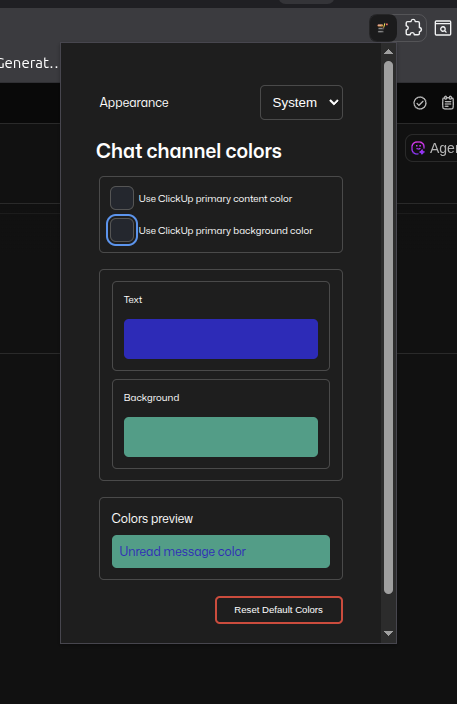 Generat..
Appearance
System
Chat channel colors
Use ClickUp primary content color
Use ClickUp primary background color
Text
Background
Colors preview
Unread message color
Reset Default Colors
Agen